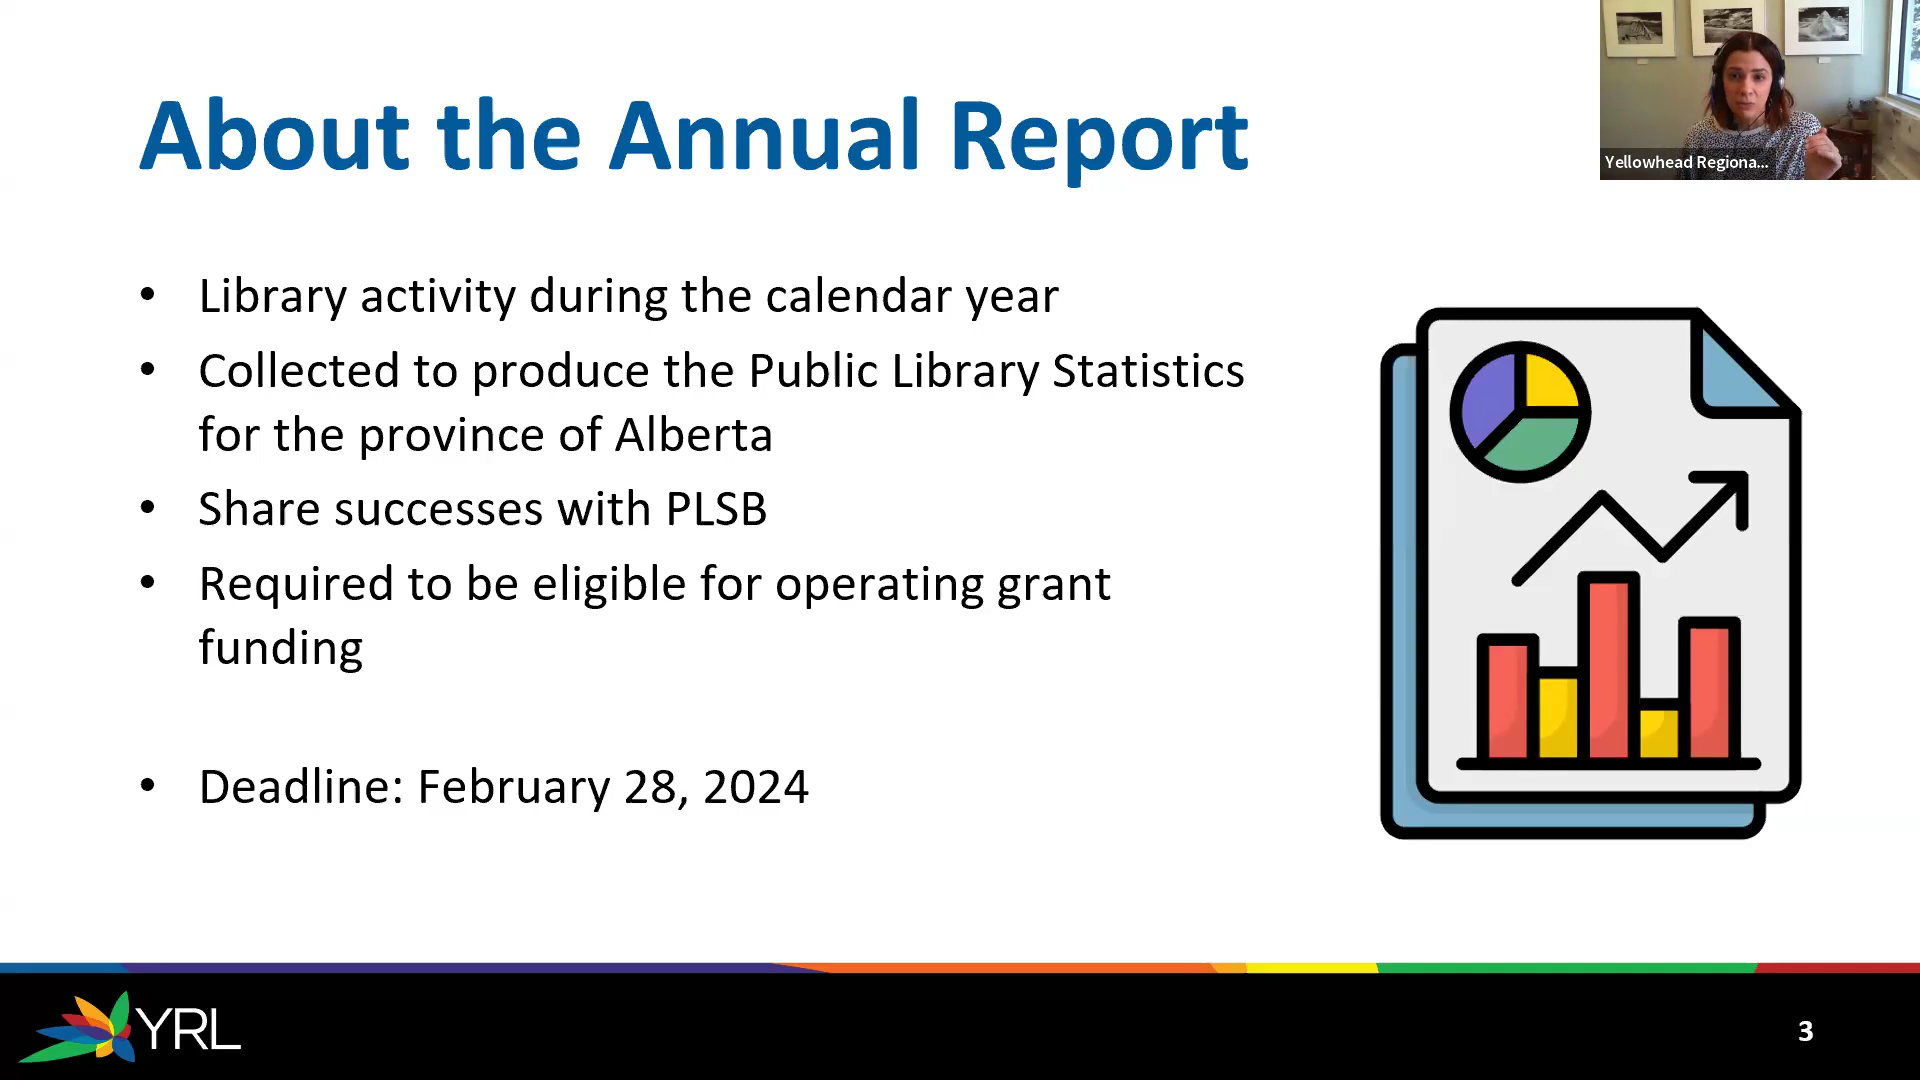 About the Annual Report
Yellowhead Regiona...
• Library activity during the calendar year
• Collected to produce the Public Library Statistics
for the province of Alberta
• Share successes with PLSB
• Required to be eligible for operating grant
funding
• Deadline: February 28, 2024
YRL
3